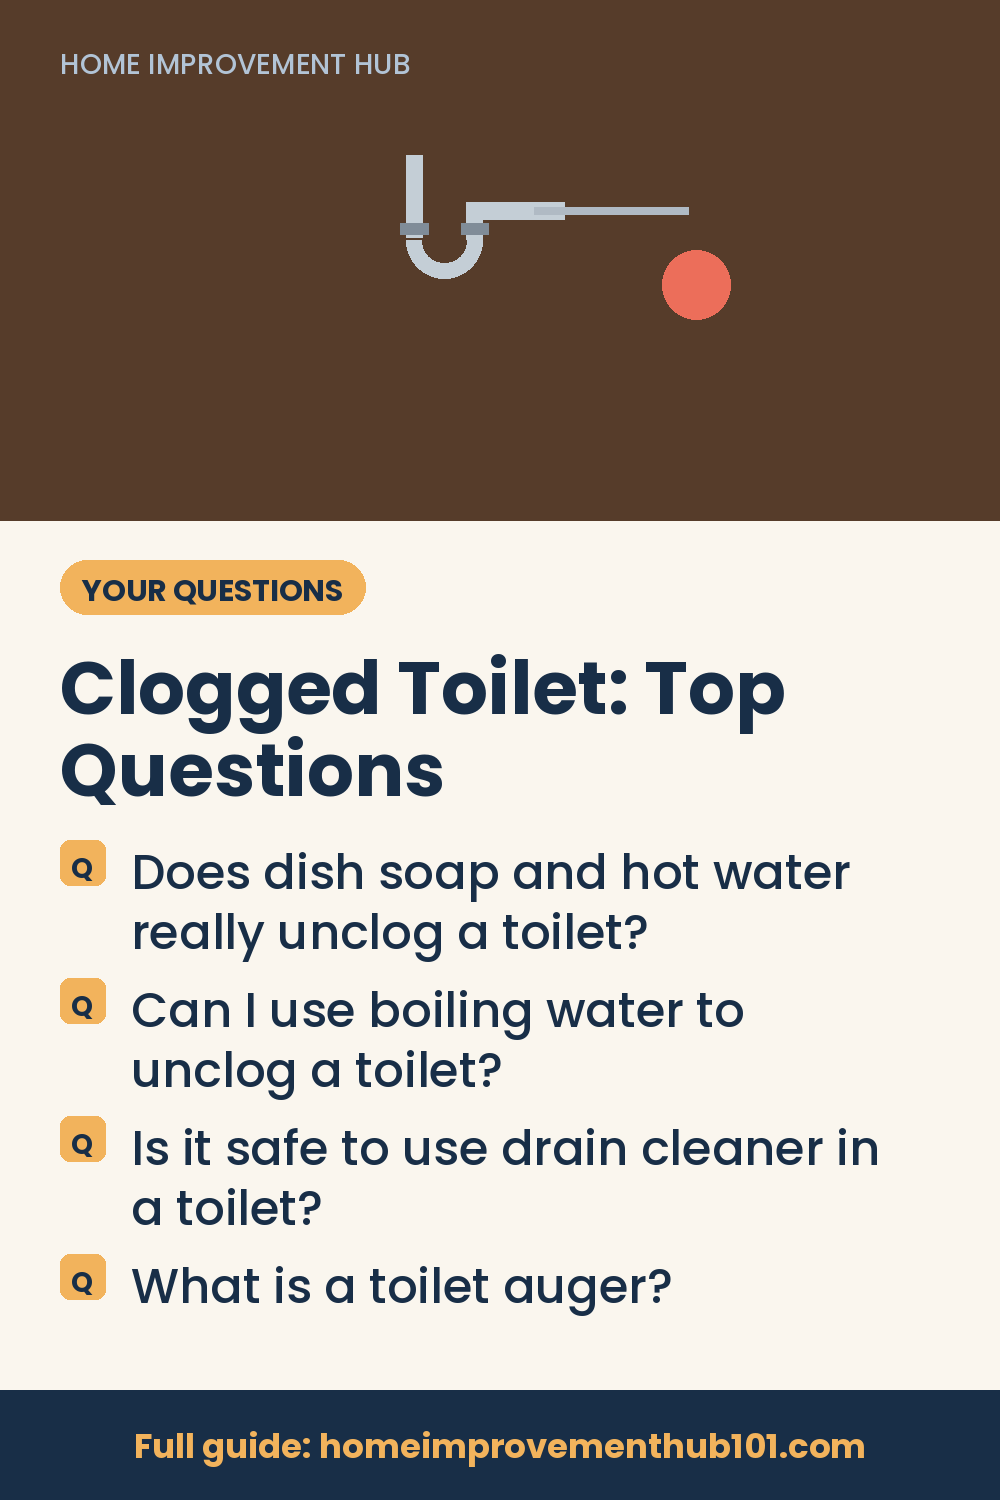 HOME IMPROVEMENT HUB
YOUR QUESTIONS
Clogged Toilet: Top
Questions
Q Does dish soap and hot water
really unclog a toilet?
Q Can I use boiling water to
unclog a toilet?
Q Is it safe to use drain cleaner in
a toilet?
Q What is a toilet auger?
Full guide: homeimprovementhub101.com